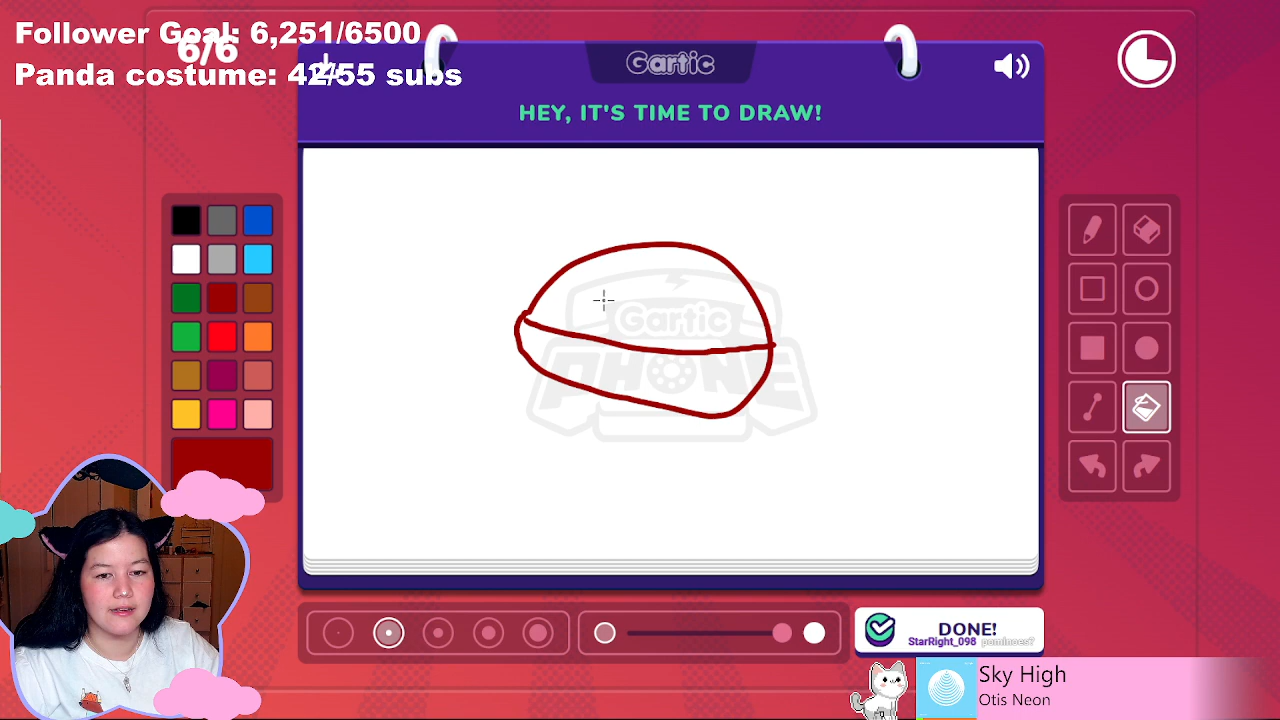 Follower Goal: 6,251/6500
6/6
Panda costume: 42/55 subs
Gartic
HEY, IT'S TIME TO DRAW!
Gartic
PHONE
DONE!
StarRight_098 pominoes?
Sky High
Otis Neon